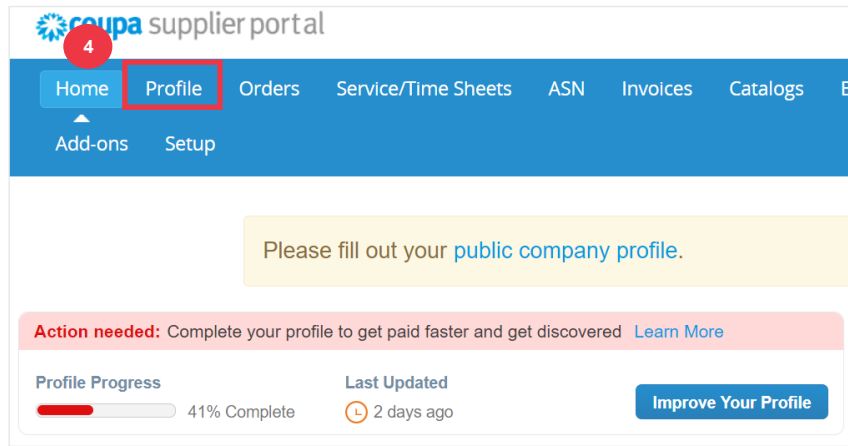 coupa supplier portal
4
Home Profile Orders Service/Time Sheets ASN Invoices Catalogs
Add-ons Setup
Please fill out your public company profile.
Action needed: Complete your profile to get paid faster and get discovered Learn More
Profile Progress Last Updated
41% Complete 2 days ago Improve Your Profile